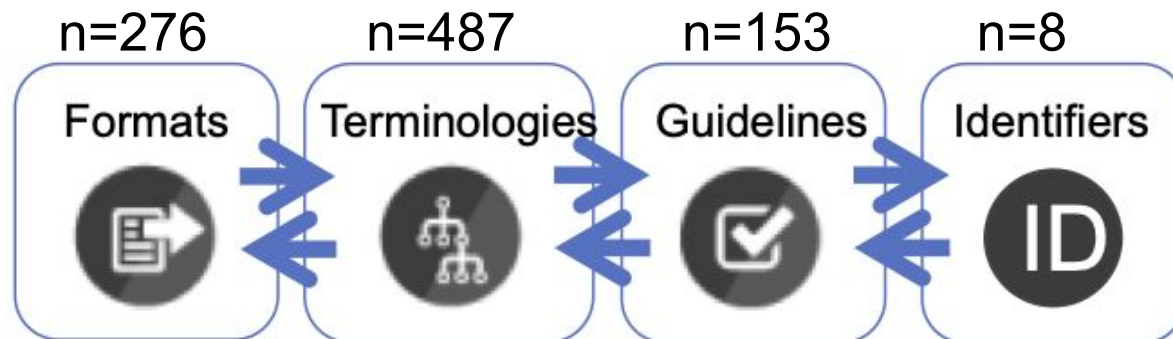 n=276 n=487 n=153 n=8
Formats Terminologies Guidelines Identifiers
ID